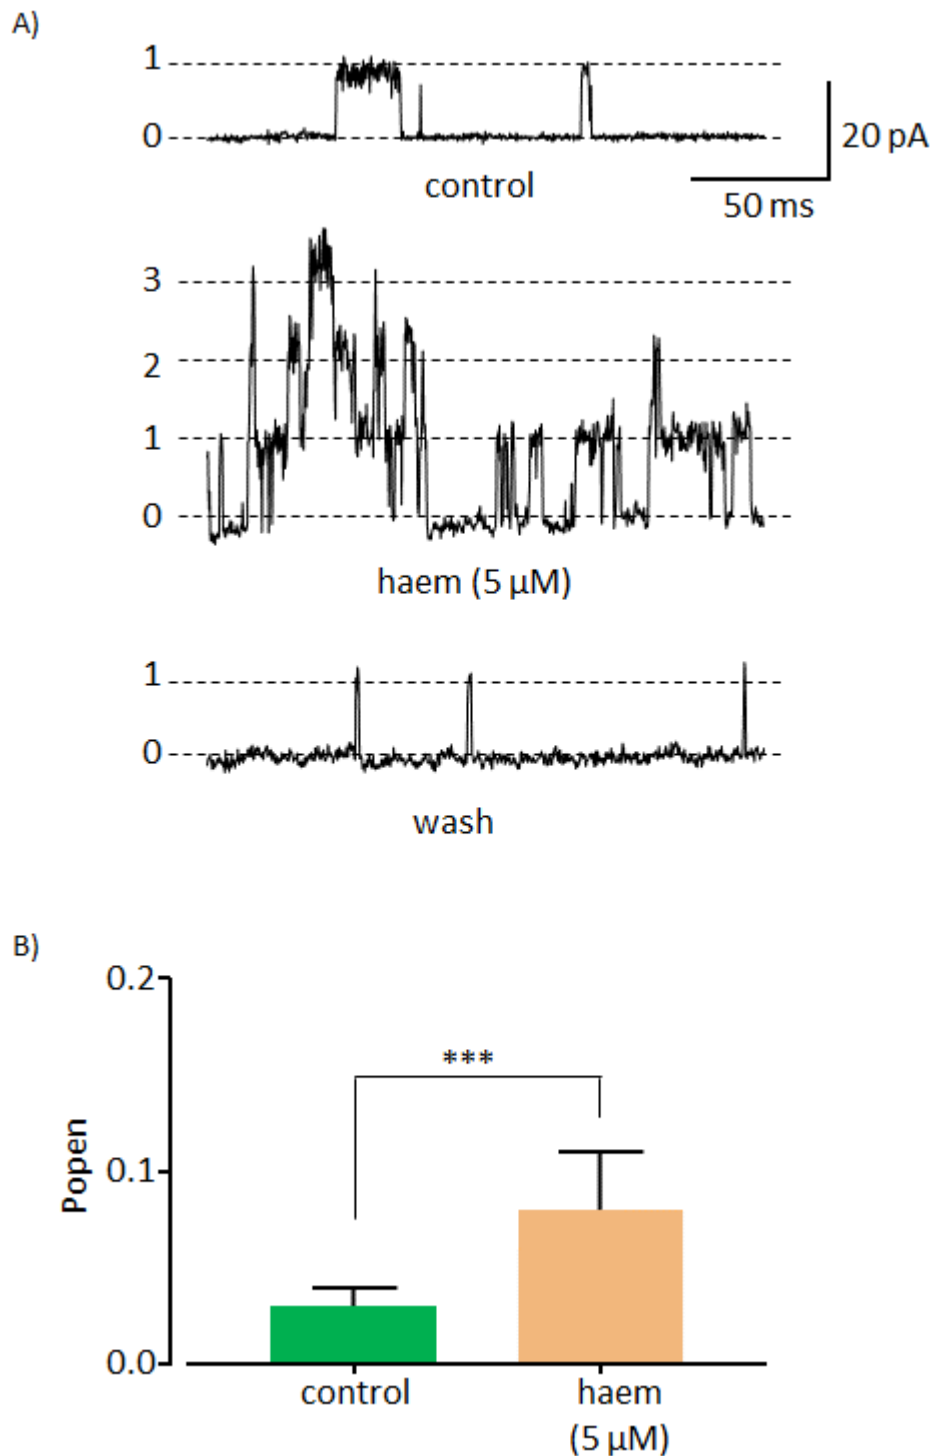 A)
1
0
20 pA
control
50 ms
3
2
1
0
haem (5 μM)
1
0
wash
B)
0.2
***
0.1
Popen
0.0
control
haem
(5 μM)